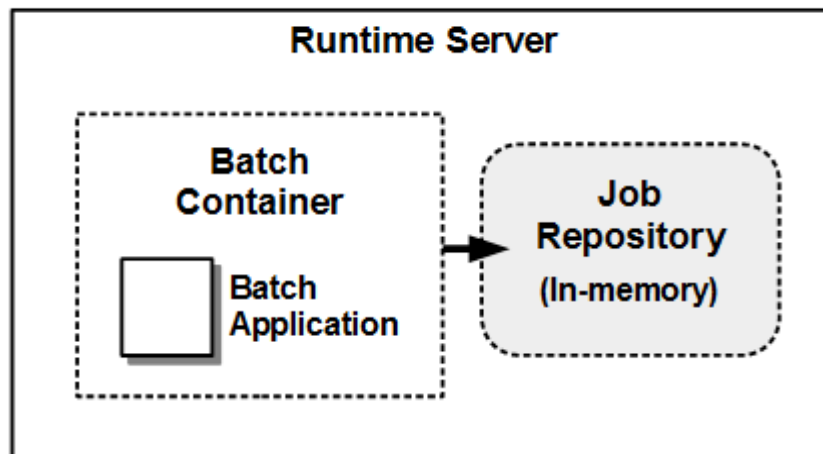 Runtime Server
Batch
Container
Batch
Application
Job
Repository
(In-memory)